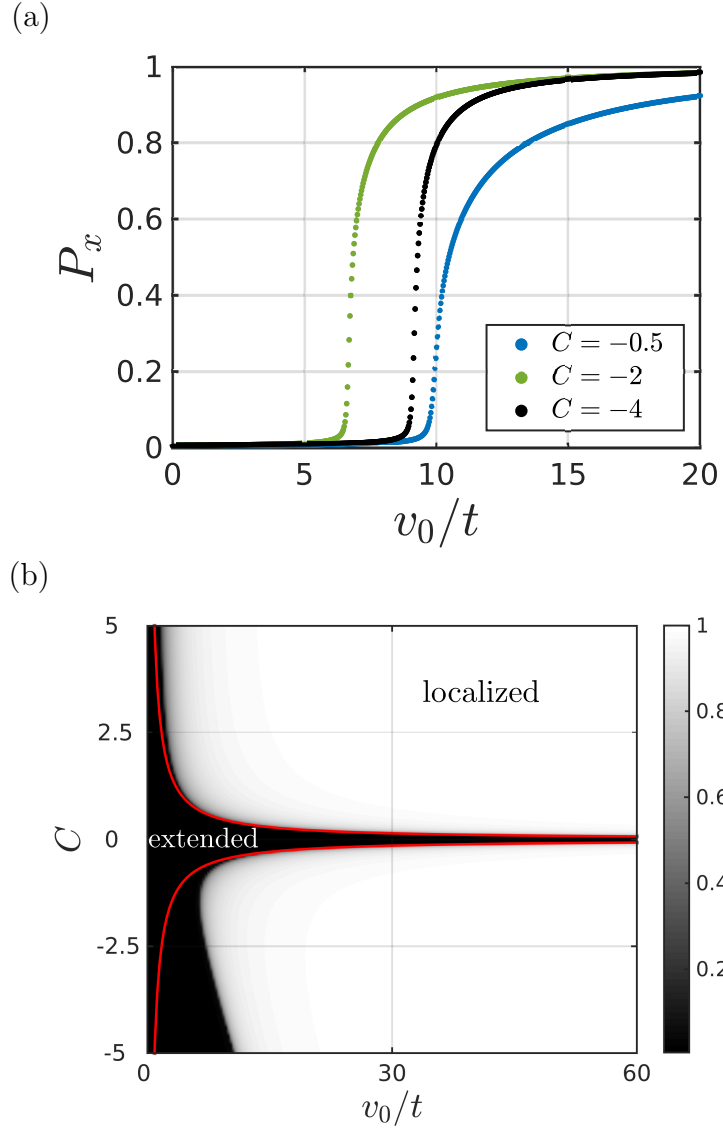 (a)
1
0.8
0.6
0.4
0.2
0
P_x
0 5 10 15 20
v_0/t
C = −0.5
C = −2
C = −4
(b)
5
2.5
0
-2.5
-5
C
localized
extended
0 30 60
v_0/t
1
0.8
0.6
0.4
0.2